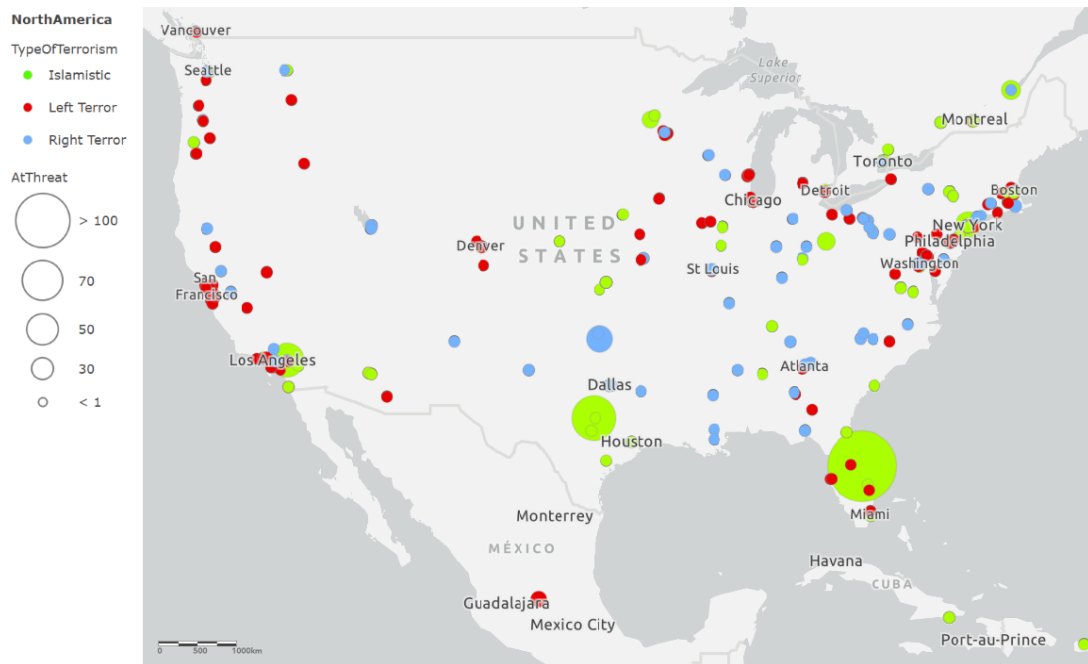 NorthAmerica
TypeOfTerrorism
Islamistic
Left Terror
Right Terror
AtThreat
> 100
70
50
30
< 1
Vancouver
Seattle
Lake
Superior
Montreal
Toronto
Boston
Detroit
Chicago
New York
Philadelphia
UNITED
STATES
Denver
St Louis
Washington
San
Francisco
Los Angeles
Atlanta
Dallas
Houston
Miami
Monterrey
MÉXICO
Havana
CUBA
Guadalajara
Mexico City
Port-au-Prince
0 500 1000km